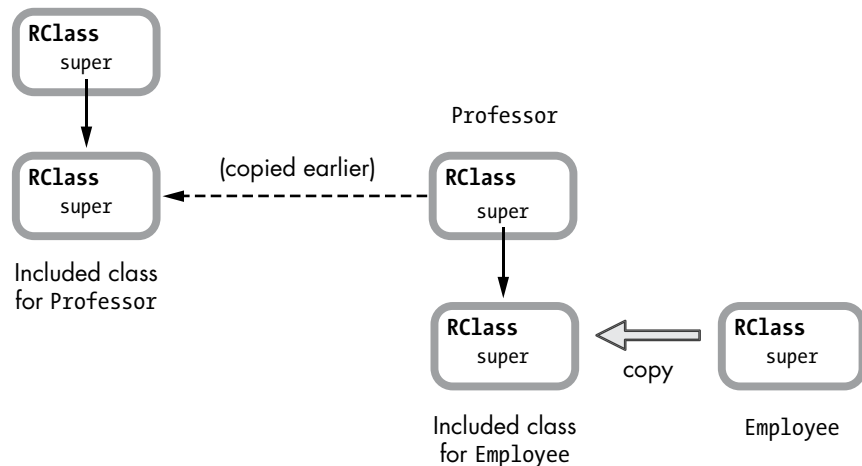 RClass
super
Professor
RClass
super
(copied earlier)
RClass
super
Included class
for Professor
RClass
super
copy
RClass
super
Included class
for Employee
Employee